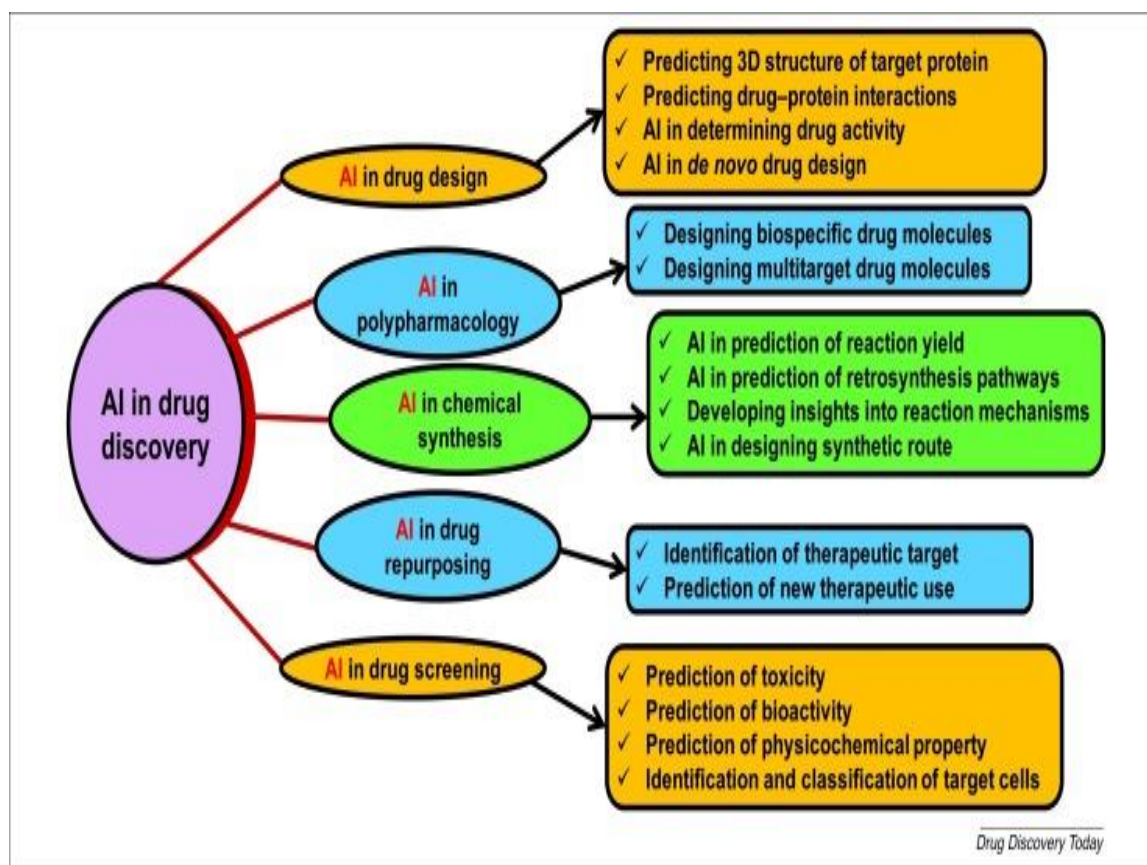 AI in drug discovery
AI in drug design
✓ Predicting 3D structure of target protein
✓ Predicting drug–protein interactions
✓ AI in determining drug activity
✓ AI in de novo drug design
AI in
polypharmacology
✓ Designing biospecific drug molecules
✓ Designing multitarget drug molecules
AI in chemical
synthesis
✓ AI in prediction of reaction yield
✓ AI in prediction of retrosynthesis pathways
✓ Developing insights into reaction mechanisms
✓ AI in designing synthetic route
AI in drug
repurposing
✓ Identification of therapeutic target
✓ Prediction of new therapeutic use
AI in drug screening
✓ Prediction of toxicity
✓ Prediction of bioactivity
✓ Prediction of physicochemical property
✓ Identification and classification of target cells
Drug Discovery Today